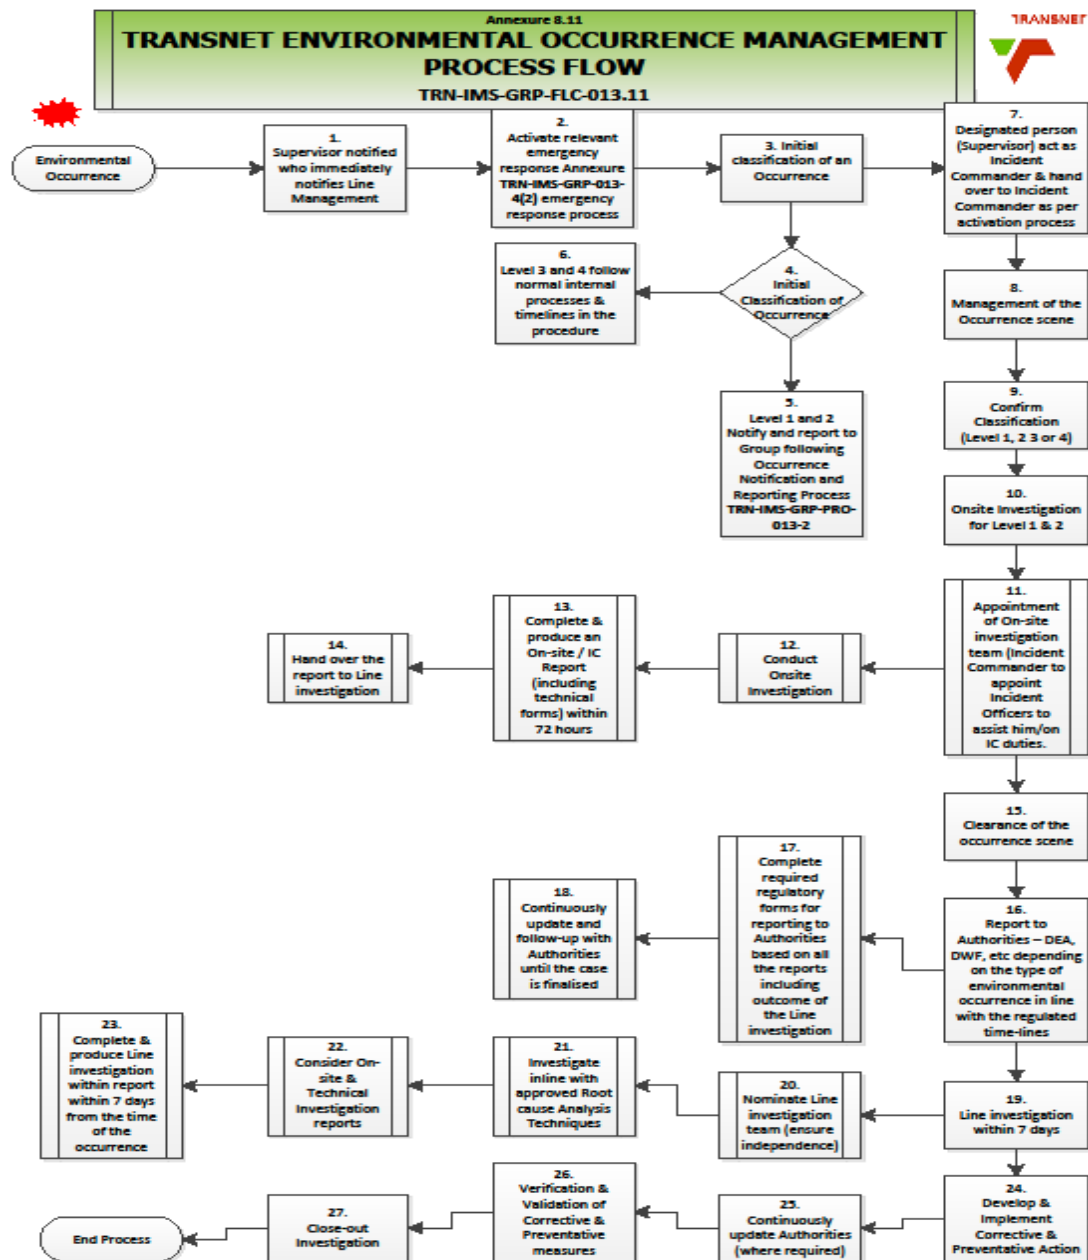 Annexure 8.11
TRANSNET ENVIRONMENTAL OCCURRENCE MANAGEMENT
PROCESS FLOW
TRN-IMS-GRP-FLC-013.11
TRANSNET
Environmental
Occurrence
1.
Supervisor notified
who immediately
notifies Line
Management
2.
Activate relevant
emergency
response Annexure
TRN-IMS-GRP-013-
4(2) emergency
response process
3. Initial
classification of an
Occurrence
4.
Initial
Classification of
Occurrence
5.
Level 1 and 2
Notify and report to
Group following
Occurrence
Notification and
Reporting Process
TRN-IMS-GRP-PRO-
013-2
6.
Level 3 and 4 follow
normal internal
processes &
timelines in the
procedure
7.
Designated person
(Supervisor) act as
Incident
Commander & hand
over to Incident
Commander as per
activation process
8.
Management of the
Occurrence scene
9.
Confirm
Classification
(Level 1, 2 3 or 4)
10.
Onsite Investigation
for Level 1 & 2
11.
Appointment
of On-site
investigation
team (Incident
Commander to
appoint
Incident
Officers to
assist him/on
IC duties.
12.
Conduct
Onsite
Investigation
13.
Complete &
produce an
On-site / IC
Report
(including
technical
forms) within
72 hours
14.
Hand over the
report to Line
investigation
15.
Clearance of the
occurrence scene
16.
Report to
Authorities – DEA,
DWF, etc depending
on the type of
environmental
occurrence in line
with the regulated
time-lines
17.
Complete
required
regulatory
forms for
reporting to
Authorities
based on all
the reports
including
outcome of
the Line
investigation
18.
Continuously
update and
follow-up with
Authorities
until the case
is finalised
19.
Line investigation
within 7 days
20.
Nominate Line
investigation
team (ensure
independence)
21.
Investigate
inline with
approved Root
cause Analysis
Techniques
22.
Consider On-
site &
Technical
Investigation
reports
23.
Complete &
produce Line
investigation
within report
within 7 days
from the time
of the
occurrence
24.
Develop &
Implement
Corrective &
Preventative Action
25.
Continuously
update Authorities
(where required)
26.
Verification &
Validation of
Corrective &
Preventative
measures
27.
Close-out
Investigation
End Process